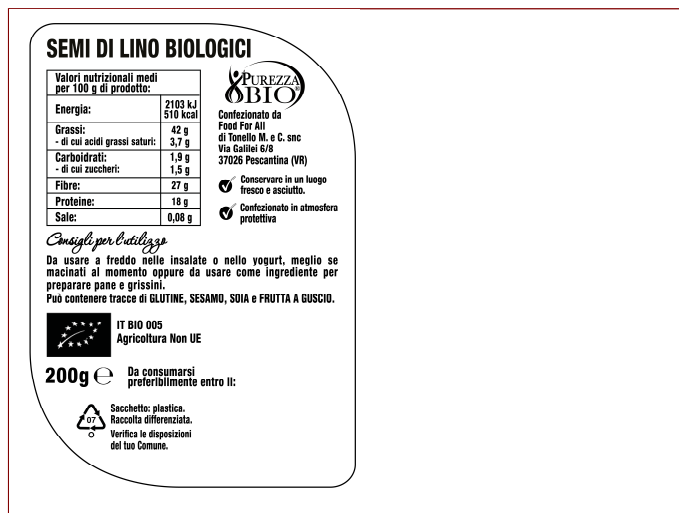 SEMI DI LINO BIOLOGICI
Valori nutrizionali medi
per 100 g di prodotto:
Energia: 2103 kJ
510 kcal
Grassi: 42 g
- di cui acidi grassi saturi: 3,7 g
Carboidrati: 1,9 g
- di cui zuccheri: 1,5 g
Fibre: 27 g
Proteine: 18 g
Sale: 0,08 g
PUREZZA
BIO®
Confezionato da
Food For All
di Tonello M. e C. snc
Via Galilei 6/8
37026 Pescantina (VR)
Conservare in un luogo
fresco e asciutto.
Confezionato in atmosfera
protettiva
Consigli per l'utilizzo
Da usare a freddo nelle insalate o nello yogurt, meglio se
macinati al momento oppure da usare come ingrediente per
preparare pane e grissini.
Può contenere tracce di GLUTINE, SESAMO, SOIA e FRUTTA A GUSCIO.
IT BIO 005
Agricoltura Non UE
200g ℮
Da consumarsi
preferibilmente entro il:
07
Sacchetto: plastica.
Raccolta differenziata.
Verifica le disposizioni
del tuo Comune.